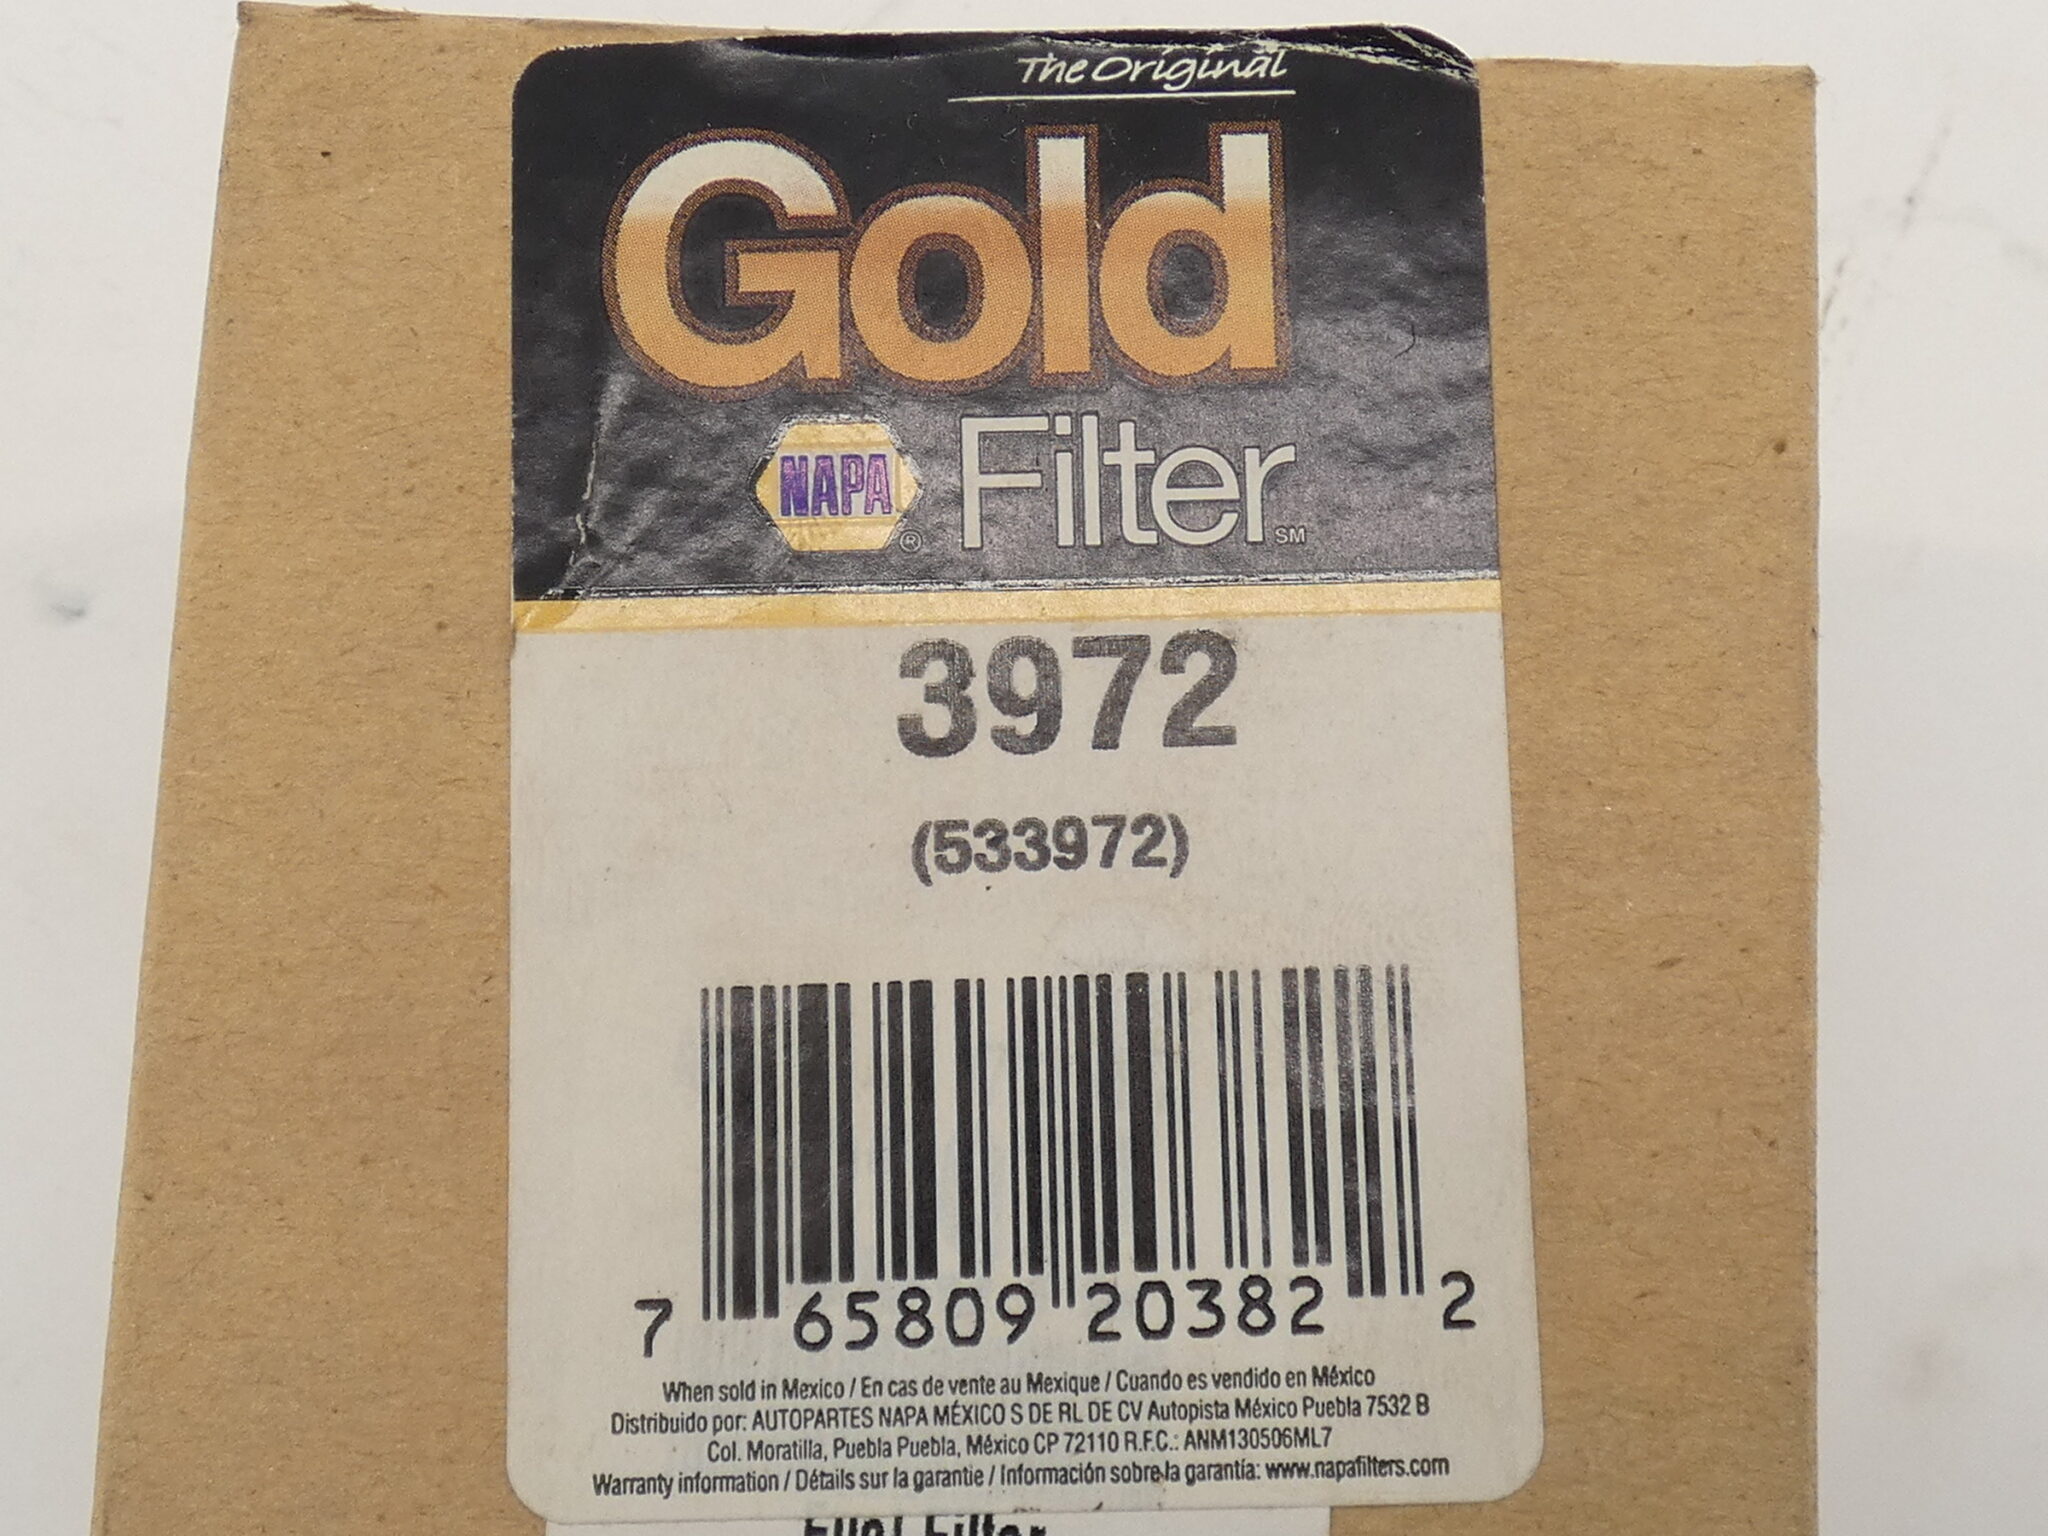 The Original
Gold
NAPA® FilterSM
3972
(533972)
7 65809 20382 2
When sold in Mexico / En cas de vente au Mexique / Cuando es vendido en México
Distribuido por: AUTOPARTES NAPA MÉXICO S DE RL DE CV Autopista México Puebla 7532 B
Col. Moratilla, Puebla Puebla, México CP 72110 R.F.C.: ANM130506ML7
Warranty information / Détails sur la garantie / Información sobre la garantía: www.napafilters.com
Filter